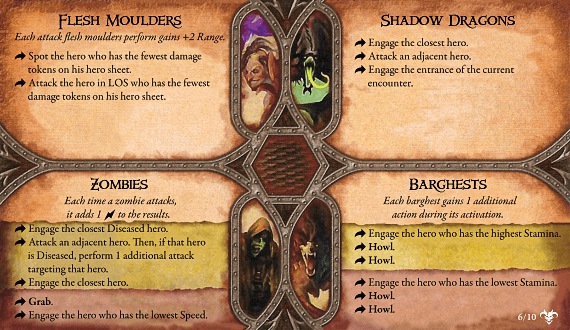 Flesh Moulders
Each attack flesh moulders perform gains +2 Range.
Spot the hero who has the fewest damage
tokens on his hero sheet.
Attack the hero in LOS who has the fewest
damage tokens on his hero sheet.
Shadow Dragons
Engage the closest hero.
Attack an adjacent hero.
Engage the entrance of the current
encounter.
Zombies
Each time a zombie attacks,
it adds 1 to the results.
Engage the closest Diseased hero.
Attack an adjacent hero. Then, if that hero
is Diseased, perform 1 additional attack
targeting that hero.
Engage the closest hero.
Grab.
Engage the hero who has the lowest Speed.
Barghests
Each barghest gains 1 additional
action during its activation.
Engage the hero who has the highest Stamina.
Howl.
Howl.
Engage the hero who has the lowest Stamina.
Howl.
Howl.
6/10